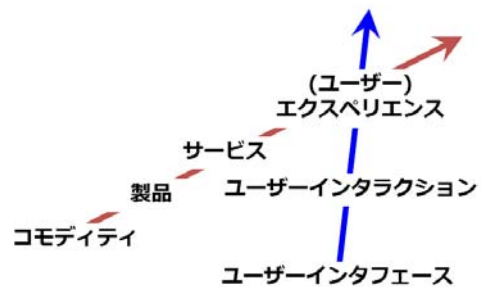 (ユーザー)
エクスペリエンス
サービス
ユーザーインタラクション
製品
コモディティ
ユーザーインタフェース